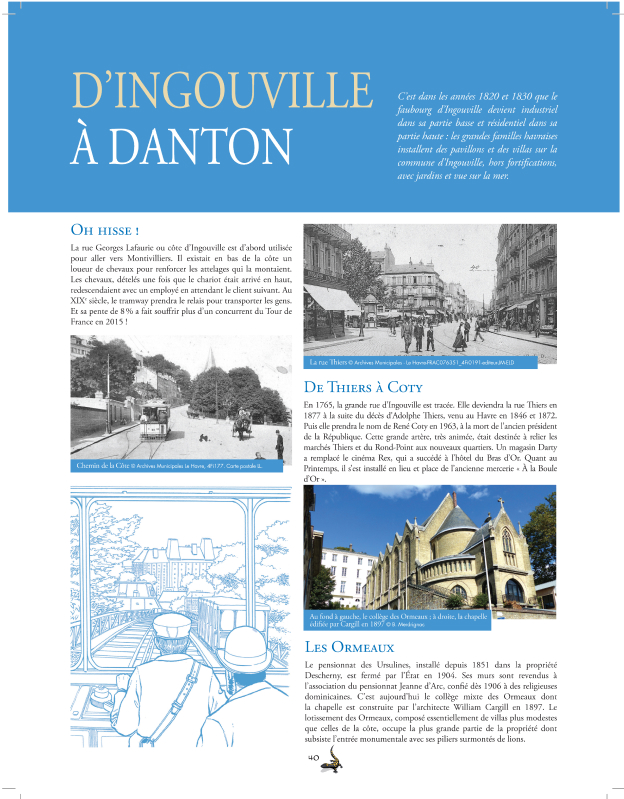 D'INGOUVILLE
À DANTON
C'est dans les années 1820 et 1830 que le
faubourg d'Ingouville devient industriel
dans sa partie basse et résidentiel dans sa
partie haute : les grandes familles havraises
installent des pavillons et des villas sur la
commune d'Ingouville, hors fortifications,
avec jardins et vue sur la mer.
Oh hisse !
La rue Georges Lafaurie ou côte d'Ingouville est d'abord utilisée
pour aller vers Montivilliers. Il existait en bas de la côte un
loueur de chevaux pour renforcer les attelages qui la montaient.
Les chevaux, dételés une fois que le chariot était arrivé en haut,
redescendaient avec un employé en attendant le client suivant. Au
XIXe siècle, le tramway prendra le relais pour transporter les gens.
Et sa pente de 8% a fait souffrir plus d'un concurrent du Tour de
France en 2015 !
Chemin de la Côte © Archives Municipales Le Havre, 4Fi177. Carte postale LL.
La rue Thiers © Archives Municipales - Le Havre-FRAC076351_4Fi0191-éditeur-JM-ELD
De Thiers à Coty
En 1765, la grande rue d'Ingouville est tracée. Elle deviendra la rue Thiers en
1877 à la suite du décès d'Adolphe Thiers, venu au Havre en 1846 et 1872.
Puis elle prendra le nom de René Coty en 1963, à la mort de l'ancien président
de la République. Cette grande artère, très animée, était destinée à relier les
marchés Thiers et du Rond-Point aux nouveaux quartiers. Un magasin Darty
a remplacé le cinéma Rex, qui a succédé à l'hôtel du Bras d'Or. Quant au
Printemps, il s'est installé en lieu et place de l'ancienne mercerie « À la Boule
d'Or ».
Au fond à gauche, le collège des Ormeaux ; à droite, la chapelle
édifiée par Cargill en 1897 © B. Merdrignac
Les Ormeaux
Le pensionnat des Ursulines, installé depuis 1851 dans la propriété
Descherny, est fermé par l'État en 1904. Ses murs sont revendus à
l'association du pensionnat Jeanne d'Arc, confié dès 1906 à des religieuses
dominicaines. C'est aujourd'hui le collège mixte des Ormeaux dont
la chapelle est construite par l'architecte William Cargill en 1897. Le
lotissement des Ormeaux, composé essentiellement de villas plus modestes
que celles de la côte, occupe la plus grande partie de la propriété dont
subsiste l'entrée monumentale avec ses piliers surmontés de lions.
40